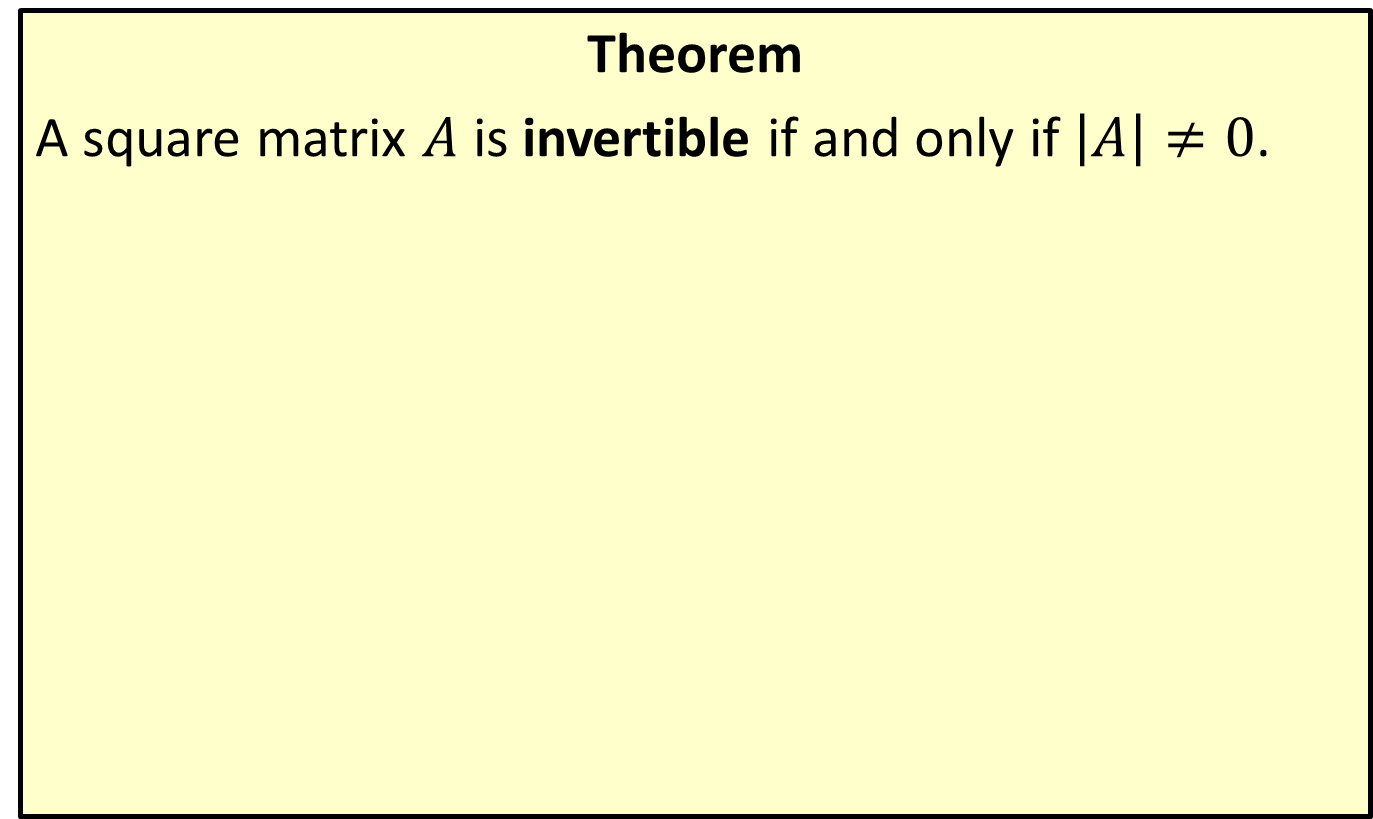 Theorem
A square matrix 𝐴 is invertible if and only if |𝐴| ≠ 0.